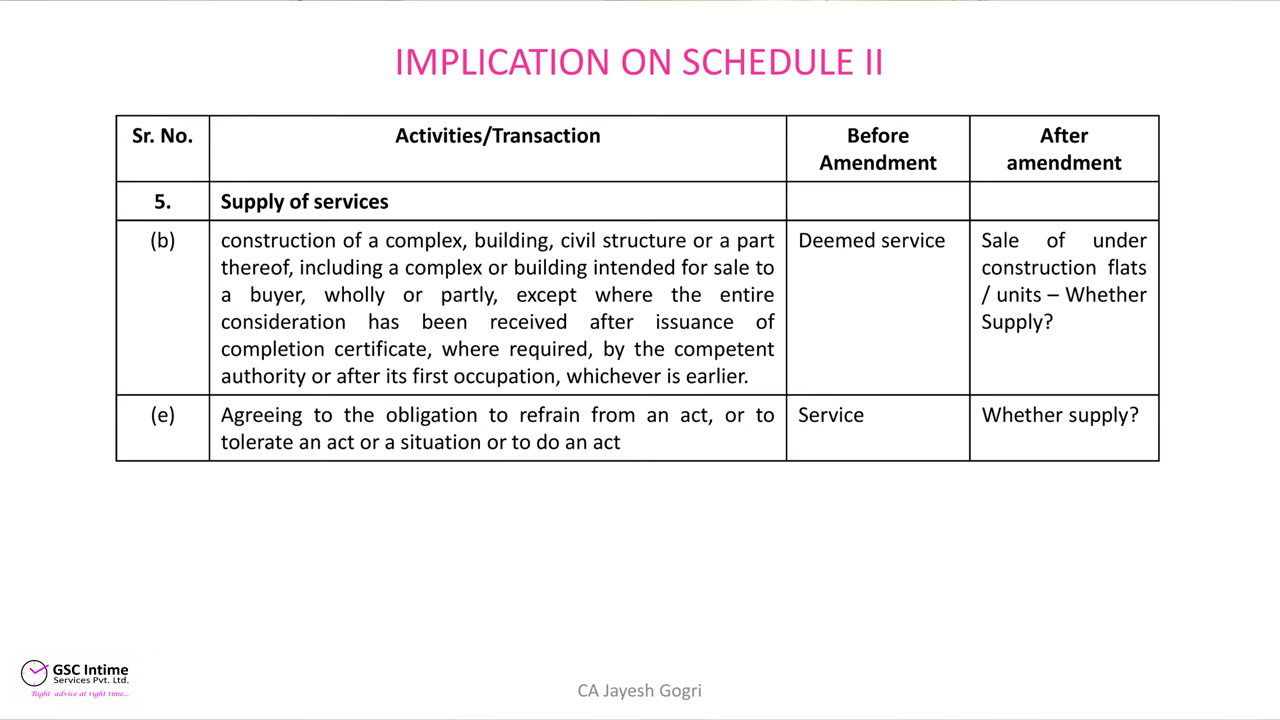 IMPLICATION ON SCHEDULE II
Sr. No.
Activities/Transaction
Before
Amendment
After
amendment
5.
Supply of services
(b)
construction of a complex, building, civil structure or a part
thereof, including a complex or building intended for sale to
a buyer, wholly or partly, except where the entire
consideration has been received after issuance of
completion certificate, where required, by the competent
authority or after its first occupation, whichever is earlier.
Deemed service
Sale of under
construction flats
/ units – Whether
Supply?
(e)
Agreeing to the obligation to refrain from an act, or to
tolerate an act or a situation or to do an act
Service
Whether supply?
GSC Intime
Services Pvt. Ltd.
Right advice at right time...
CA Jayesh Gogri